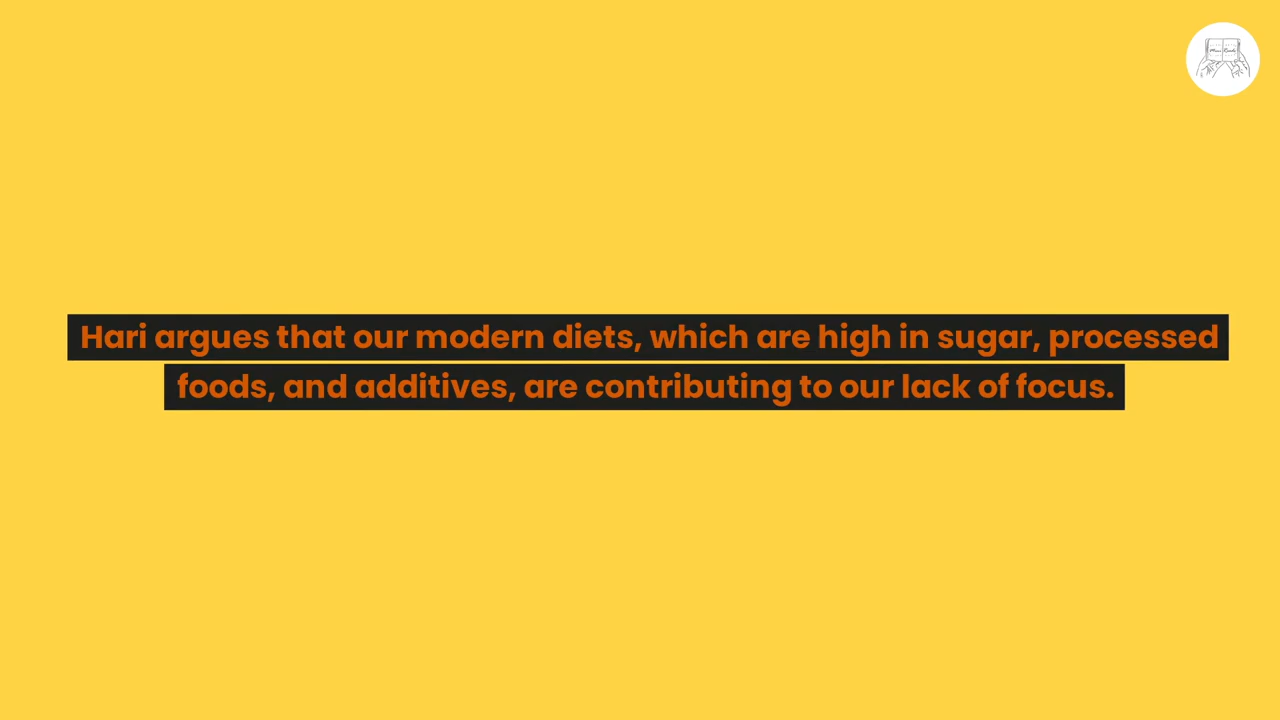 Hari argues that our modern diets, which are high in sugar, processed
foods, and additives, are contributing to our lack of focus.